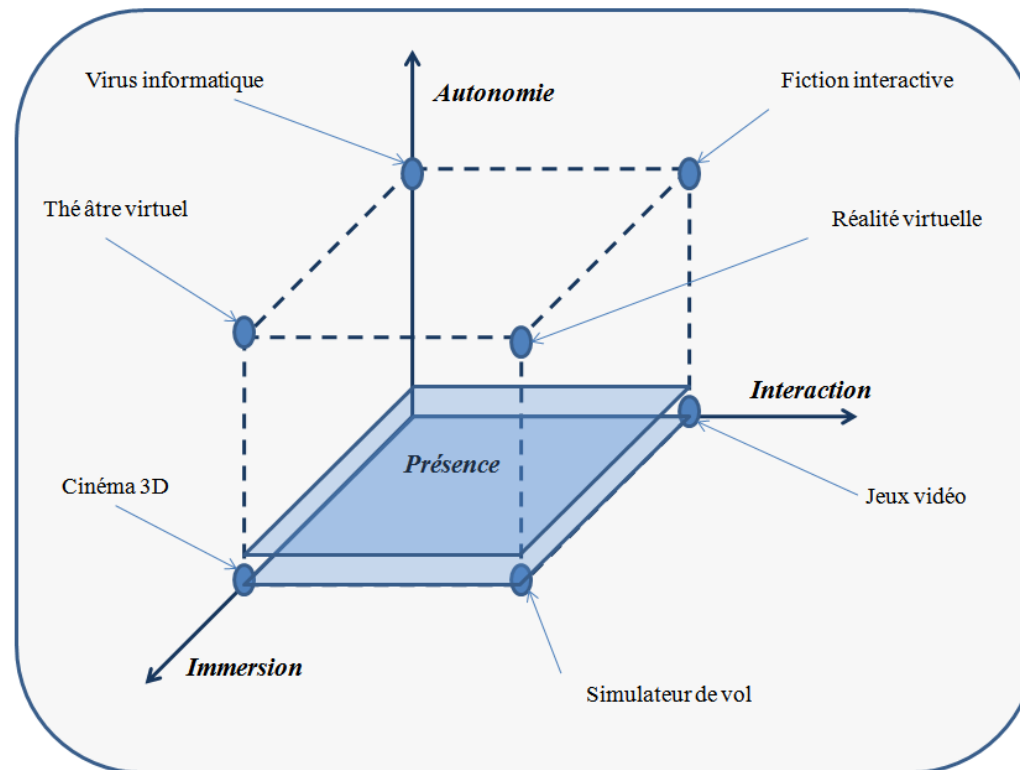 Virus informatique
Autonomie
Fiction interactive
Thé âtre virtuel
Réalité virtuelle
Interaction
Présence
Cinéma 3D
Jeux vidéo
Immersion
Simulateur de vol